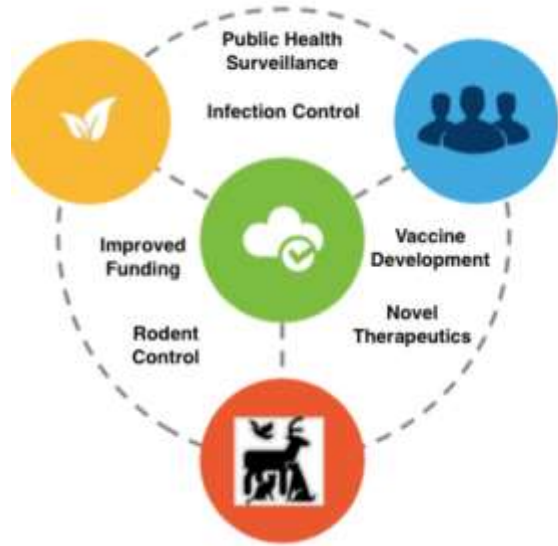 Public Health
Surveillance
Infection Control
Improved
Funding
Vaccine
Development
Rodent
Control
Novel
Therapeutics